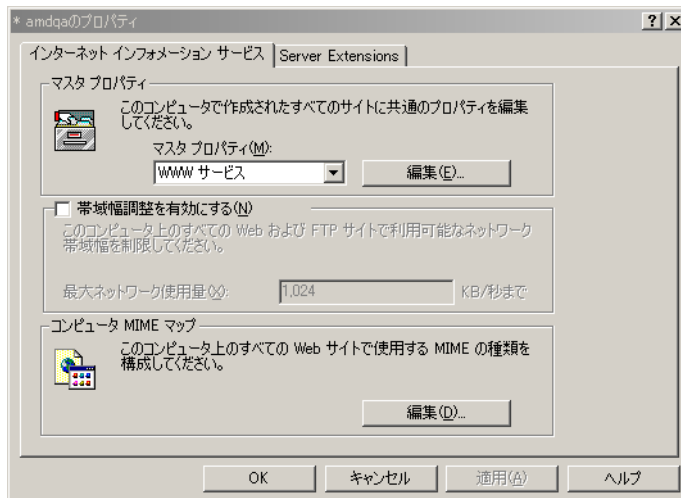 * amdqaのプロパティ
インターネット インフォメーション サービス
Server Extensions
マスタ プロパティ
このコンピュータで作成されたすべてのサイトに共通のプロパティを編集
してください。
マスタ プロパティ(M):
WWW サービス
編集(E)...
帯域幅調整を有効にする(N)
このコンピュータ上のすべての Web および FTP サイトで利用可能なネットワーク
帯域幅を制限してください。
最大ネットワーク使用量(X):
1,024
KB/秒まで
コンピュータ MIME マップ
このコンピュータ上のすべての Web サイトで使用する MIME の種類を
構成してください。
編集(D)...
OK
キャンセル
適用(A)
ヘルプ